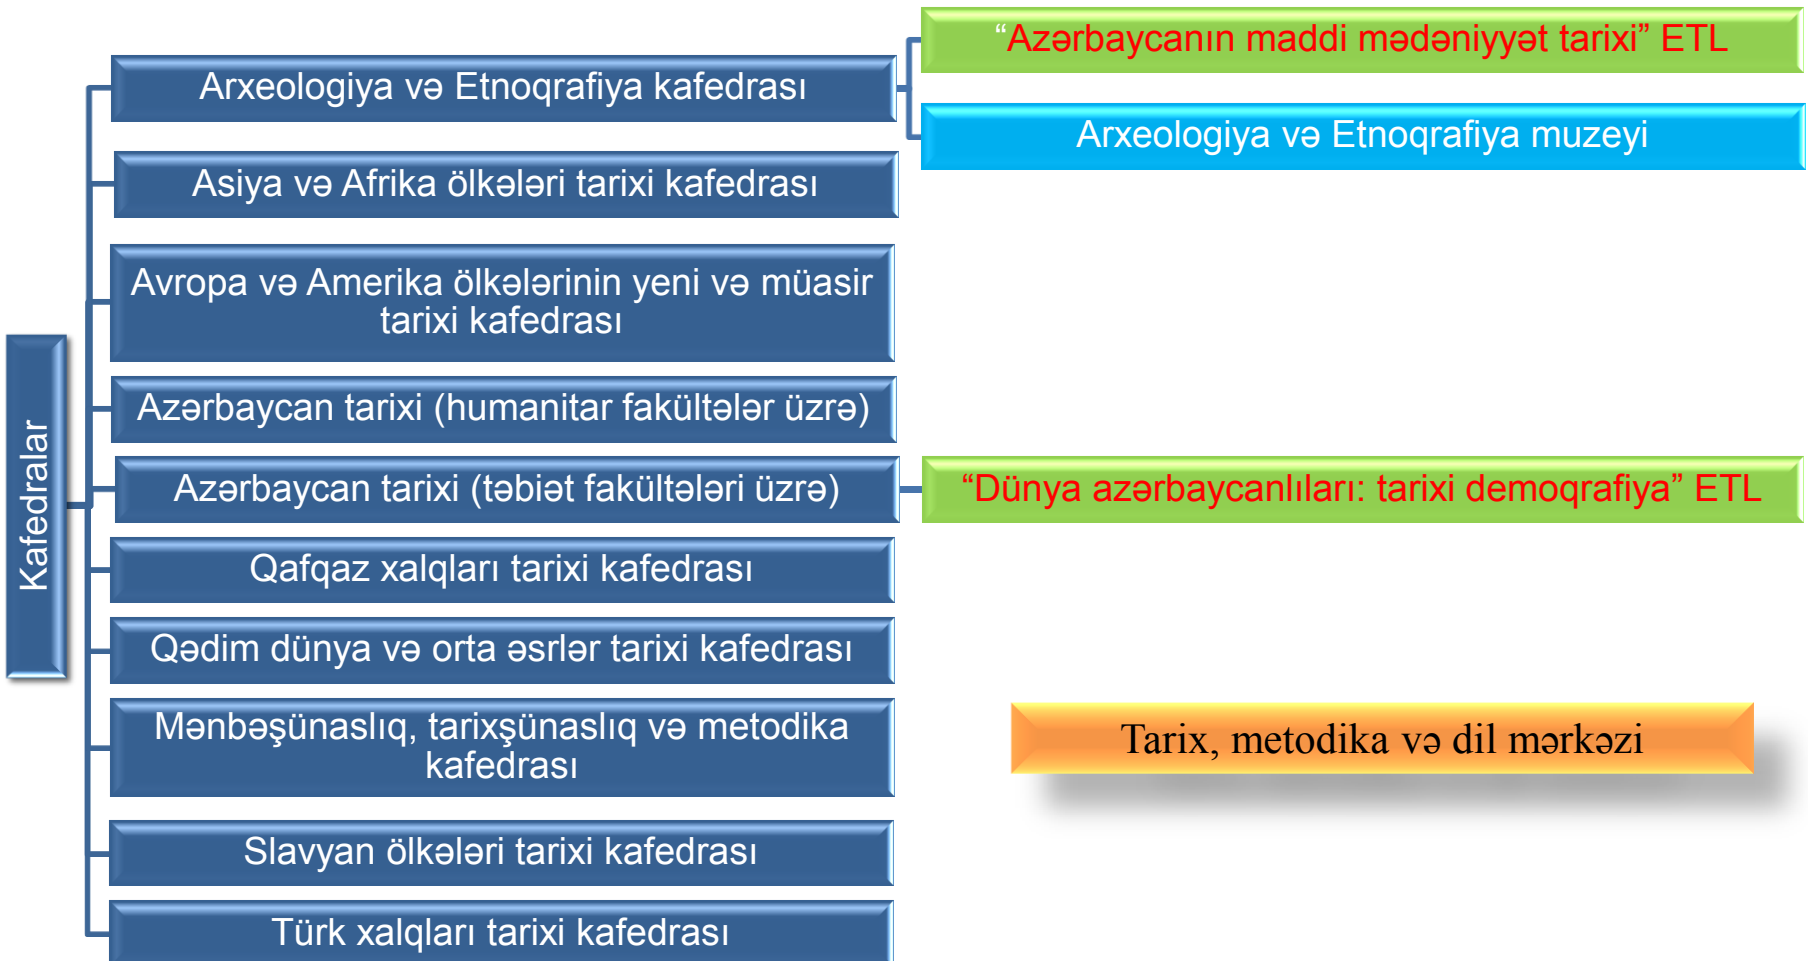 Kafedralar
Arxeologiya və Etnoqrafiya kafedrası
“Azərbaycanın maddi mədəniyyət tarixi” ETL
Arxeologiya və Etnoqrafiya muzeyi
Asiya və Afrika ölkələri tarixi kafedrası
Avropa və Amerika ölkələrinin yeni və müasir
tarixi kafedrası
Azərbaycan tarixi (humanitar fakültələr üzrə)
Azərbaycan tarixi (təbiət fakültələri üzrə)
“Dünya azərbaycanlıları: tarixi demoqrafiya” ETL
Qafqaz xalqları tarixi kafedrası
Qədim dünya və orta əsrlər tarixi kafedrası
Mənbəşünaslıq, tarixşünaslıq və metodika
kafedrası
Slavyan ölkələri tarixi kafedrası
Türk xalqları tarixi kafedrası
Tarix, metodika və dil mərkəzi